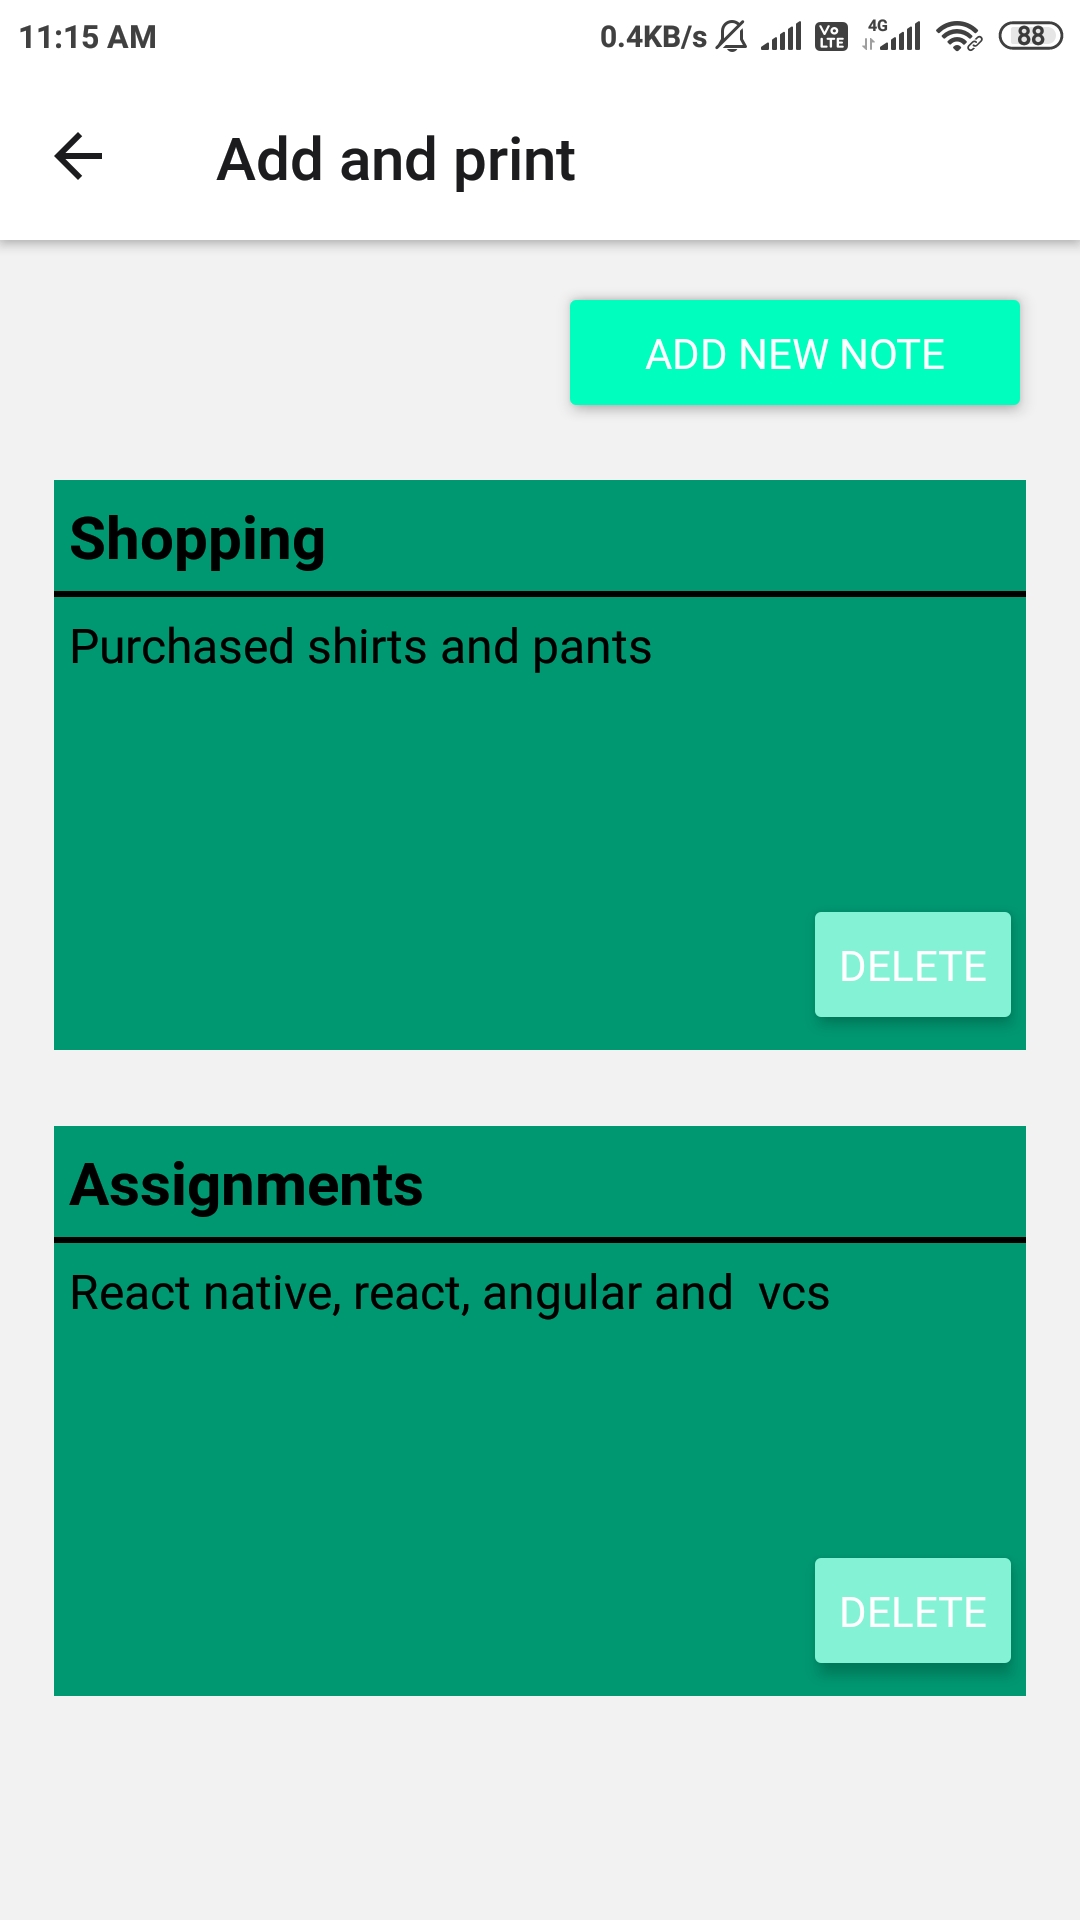 11:15 AM 0.4KB/s Vo LTE 4G 88
Add and print
ADD NEW NOTE
Shopping
Purchased shirts and pants
DELETE
Assignments
React native, react, angular and  vcs
DELETE